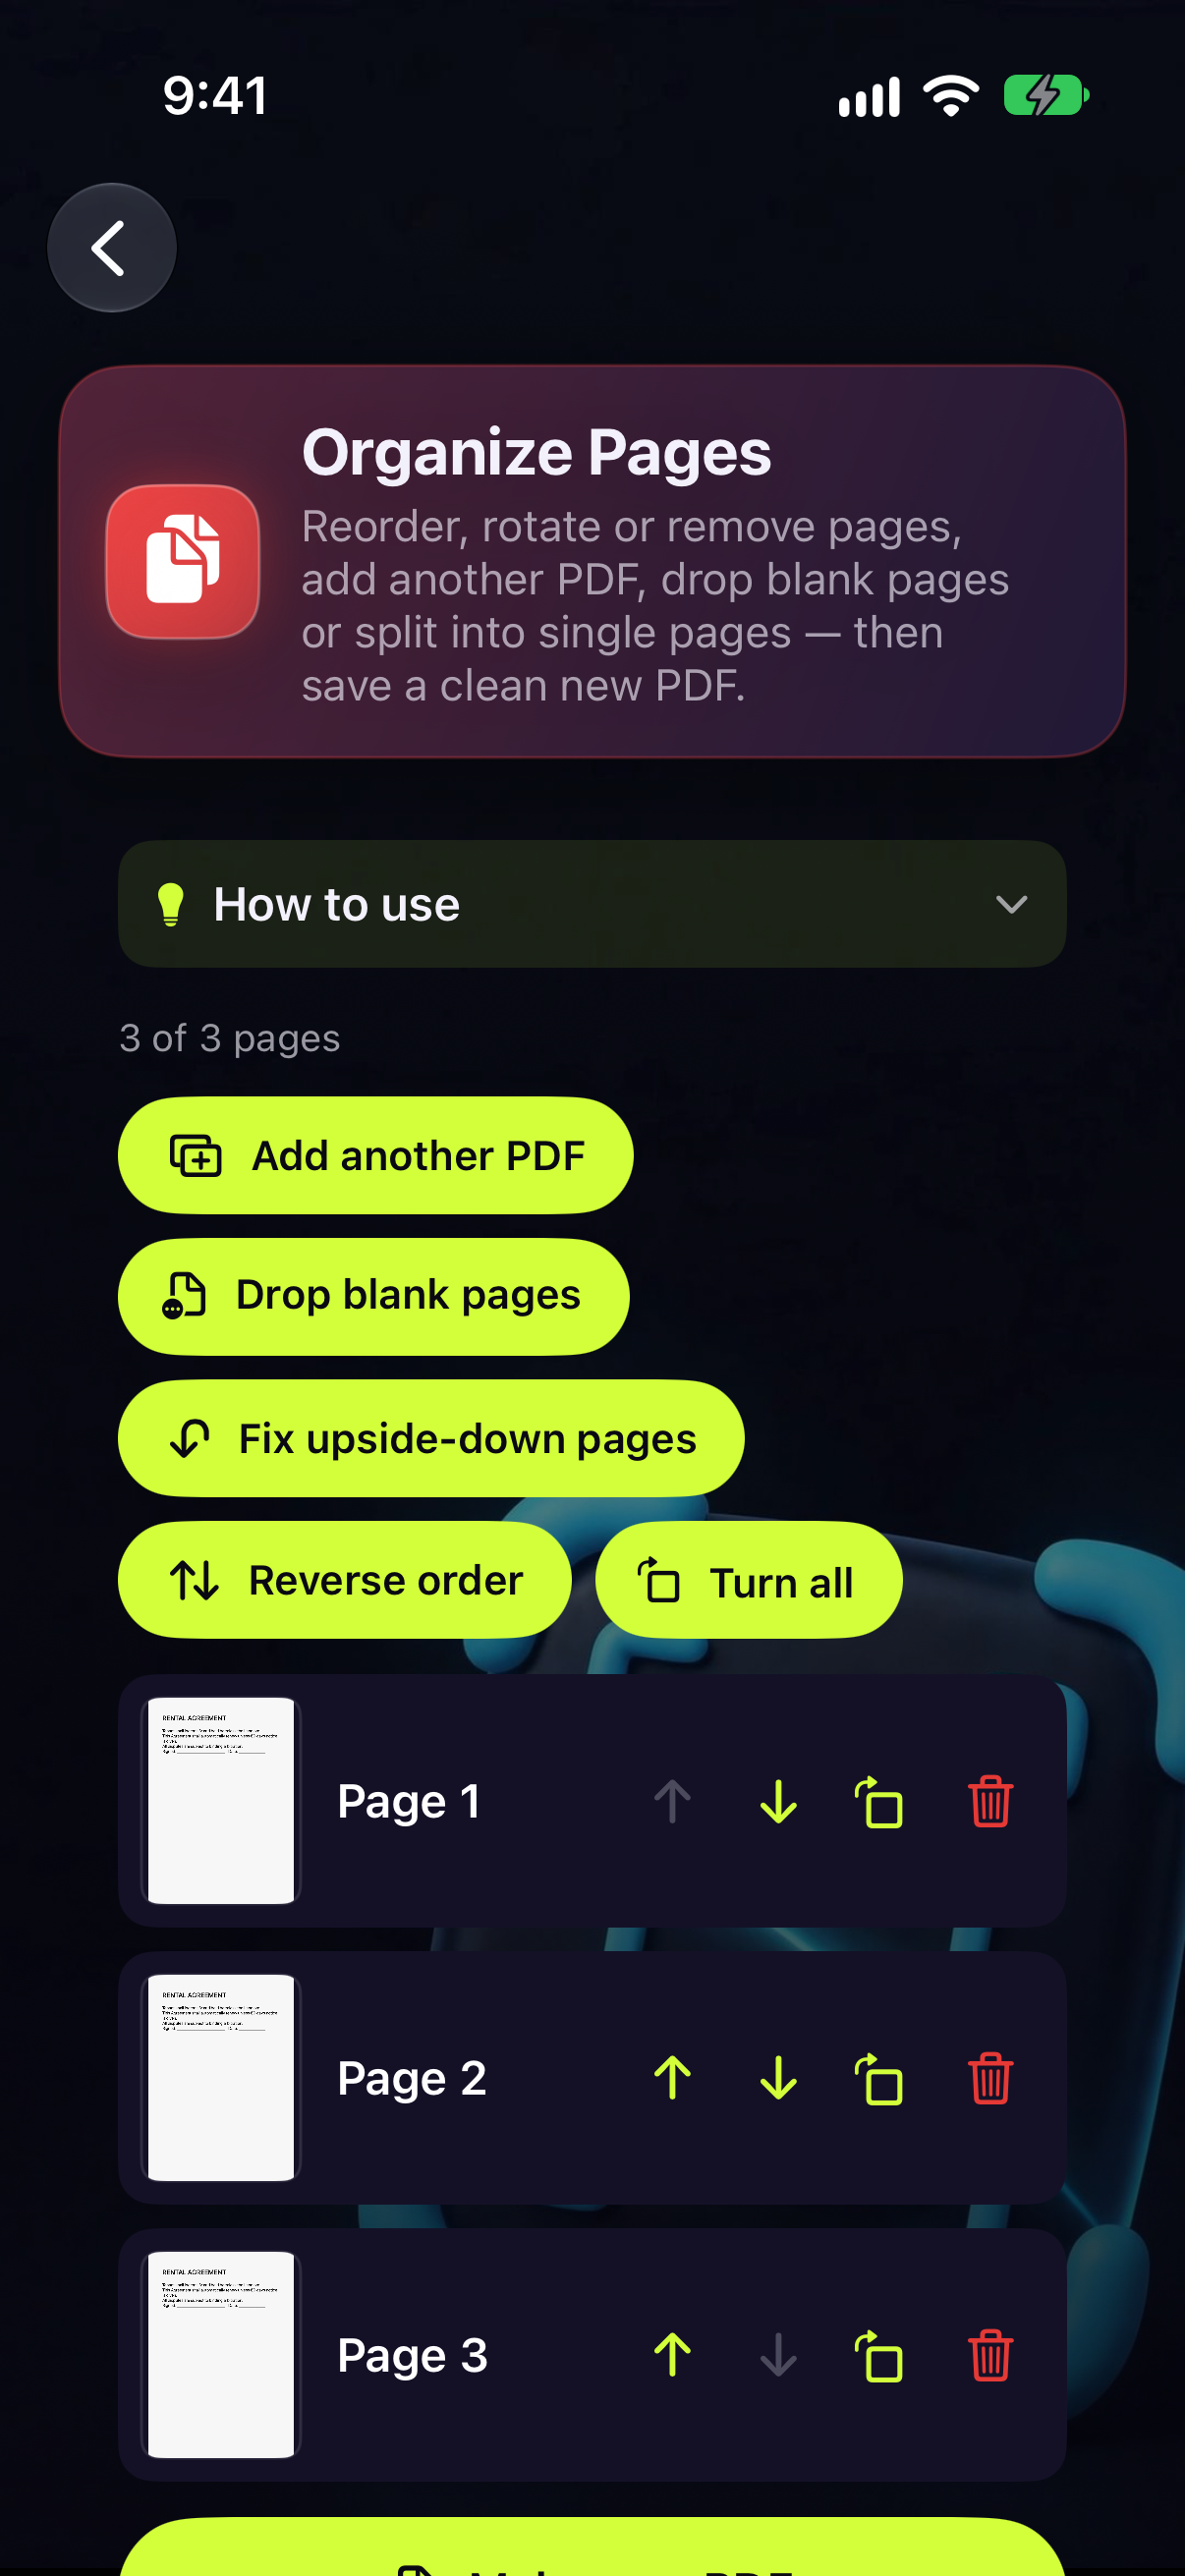 9:41
Organize Pages
Reorder, rotate or remove pages,
add another PDF, drop blank pages
or split into single pages — then
save a clean new PDF.
How to use
3 of 3 pages
Add another PDF
Drop blank pages
Fix upside-down pages
Reverse order
Turn all
RENTAL AGREEMENT
Page 1
RENTAL AGREEMENT
Page 2
RENTAL AGREEMENT
Page 3